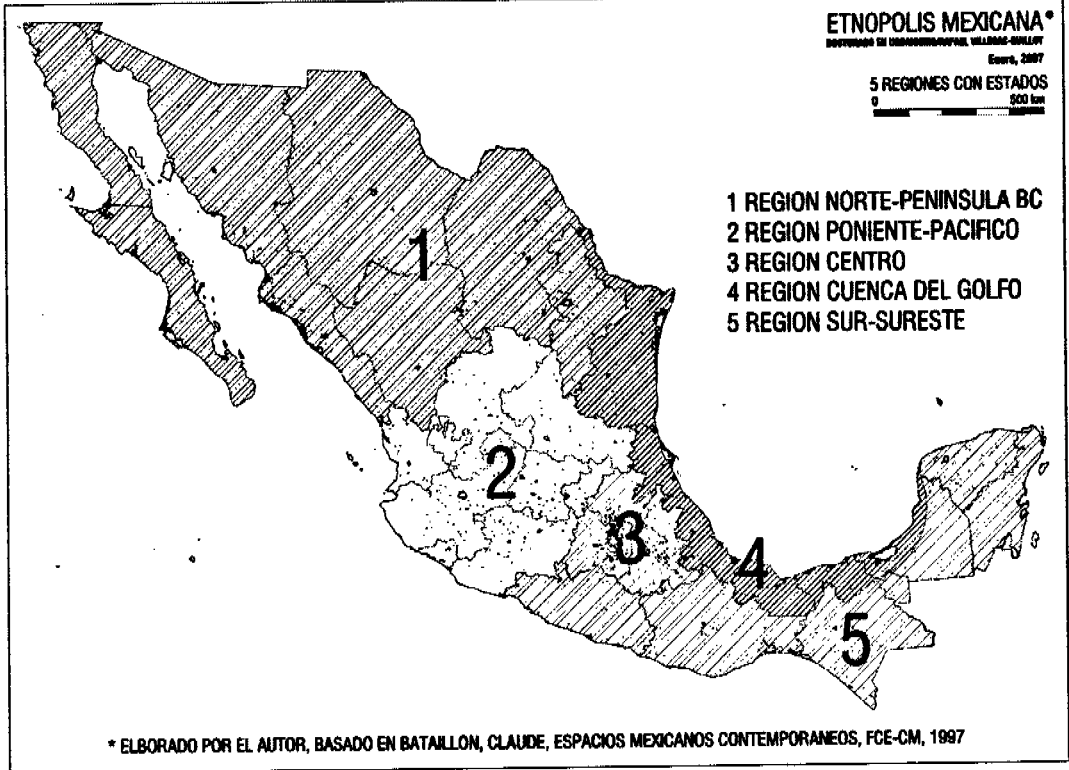 ETNOPOLIS MEXICANA*
Enero, 2007
5 REGIONES CON ESTADOS
0 500 km
1 REGION NORTE-PENINSULA BC
2 REGION PONIENTE-PACIFICO
3 REGION CENTRO
4 REGION CUENCA DEL GOLFO
5 REGION SUR-SURESTE
1
2
3
4
5
* ELBORADO POR EL AUTOR, BASADO EN BATAILLON, CLAUDE, ESPACIOS MEXICANOS CONTEMPORANEOS, FCE-CM, 1997